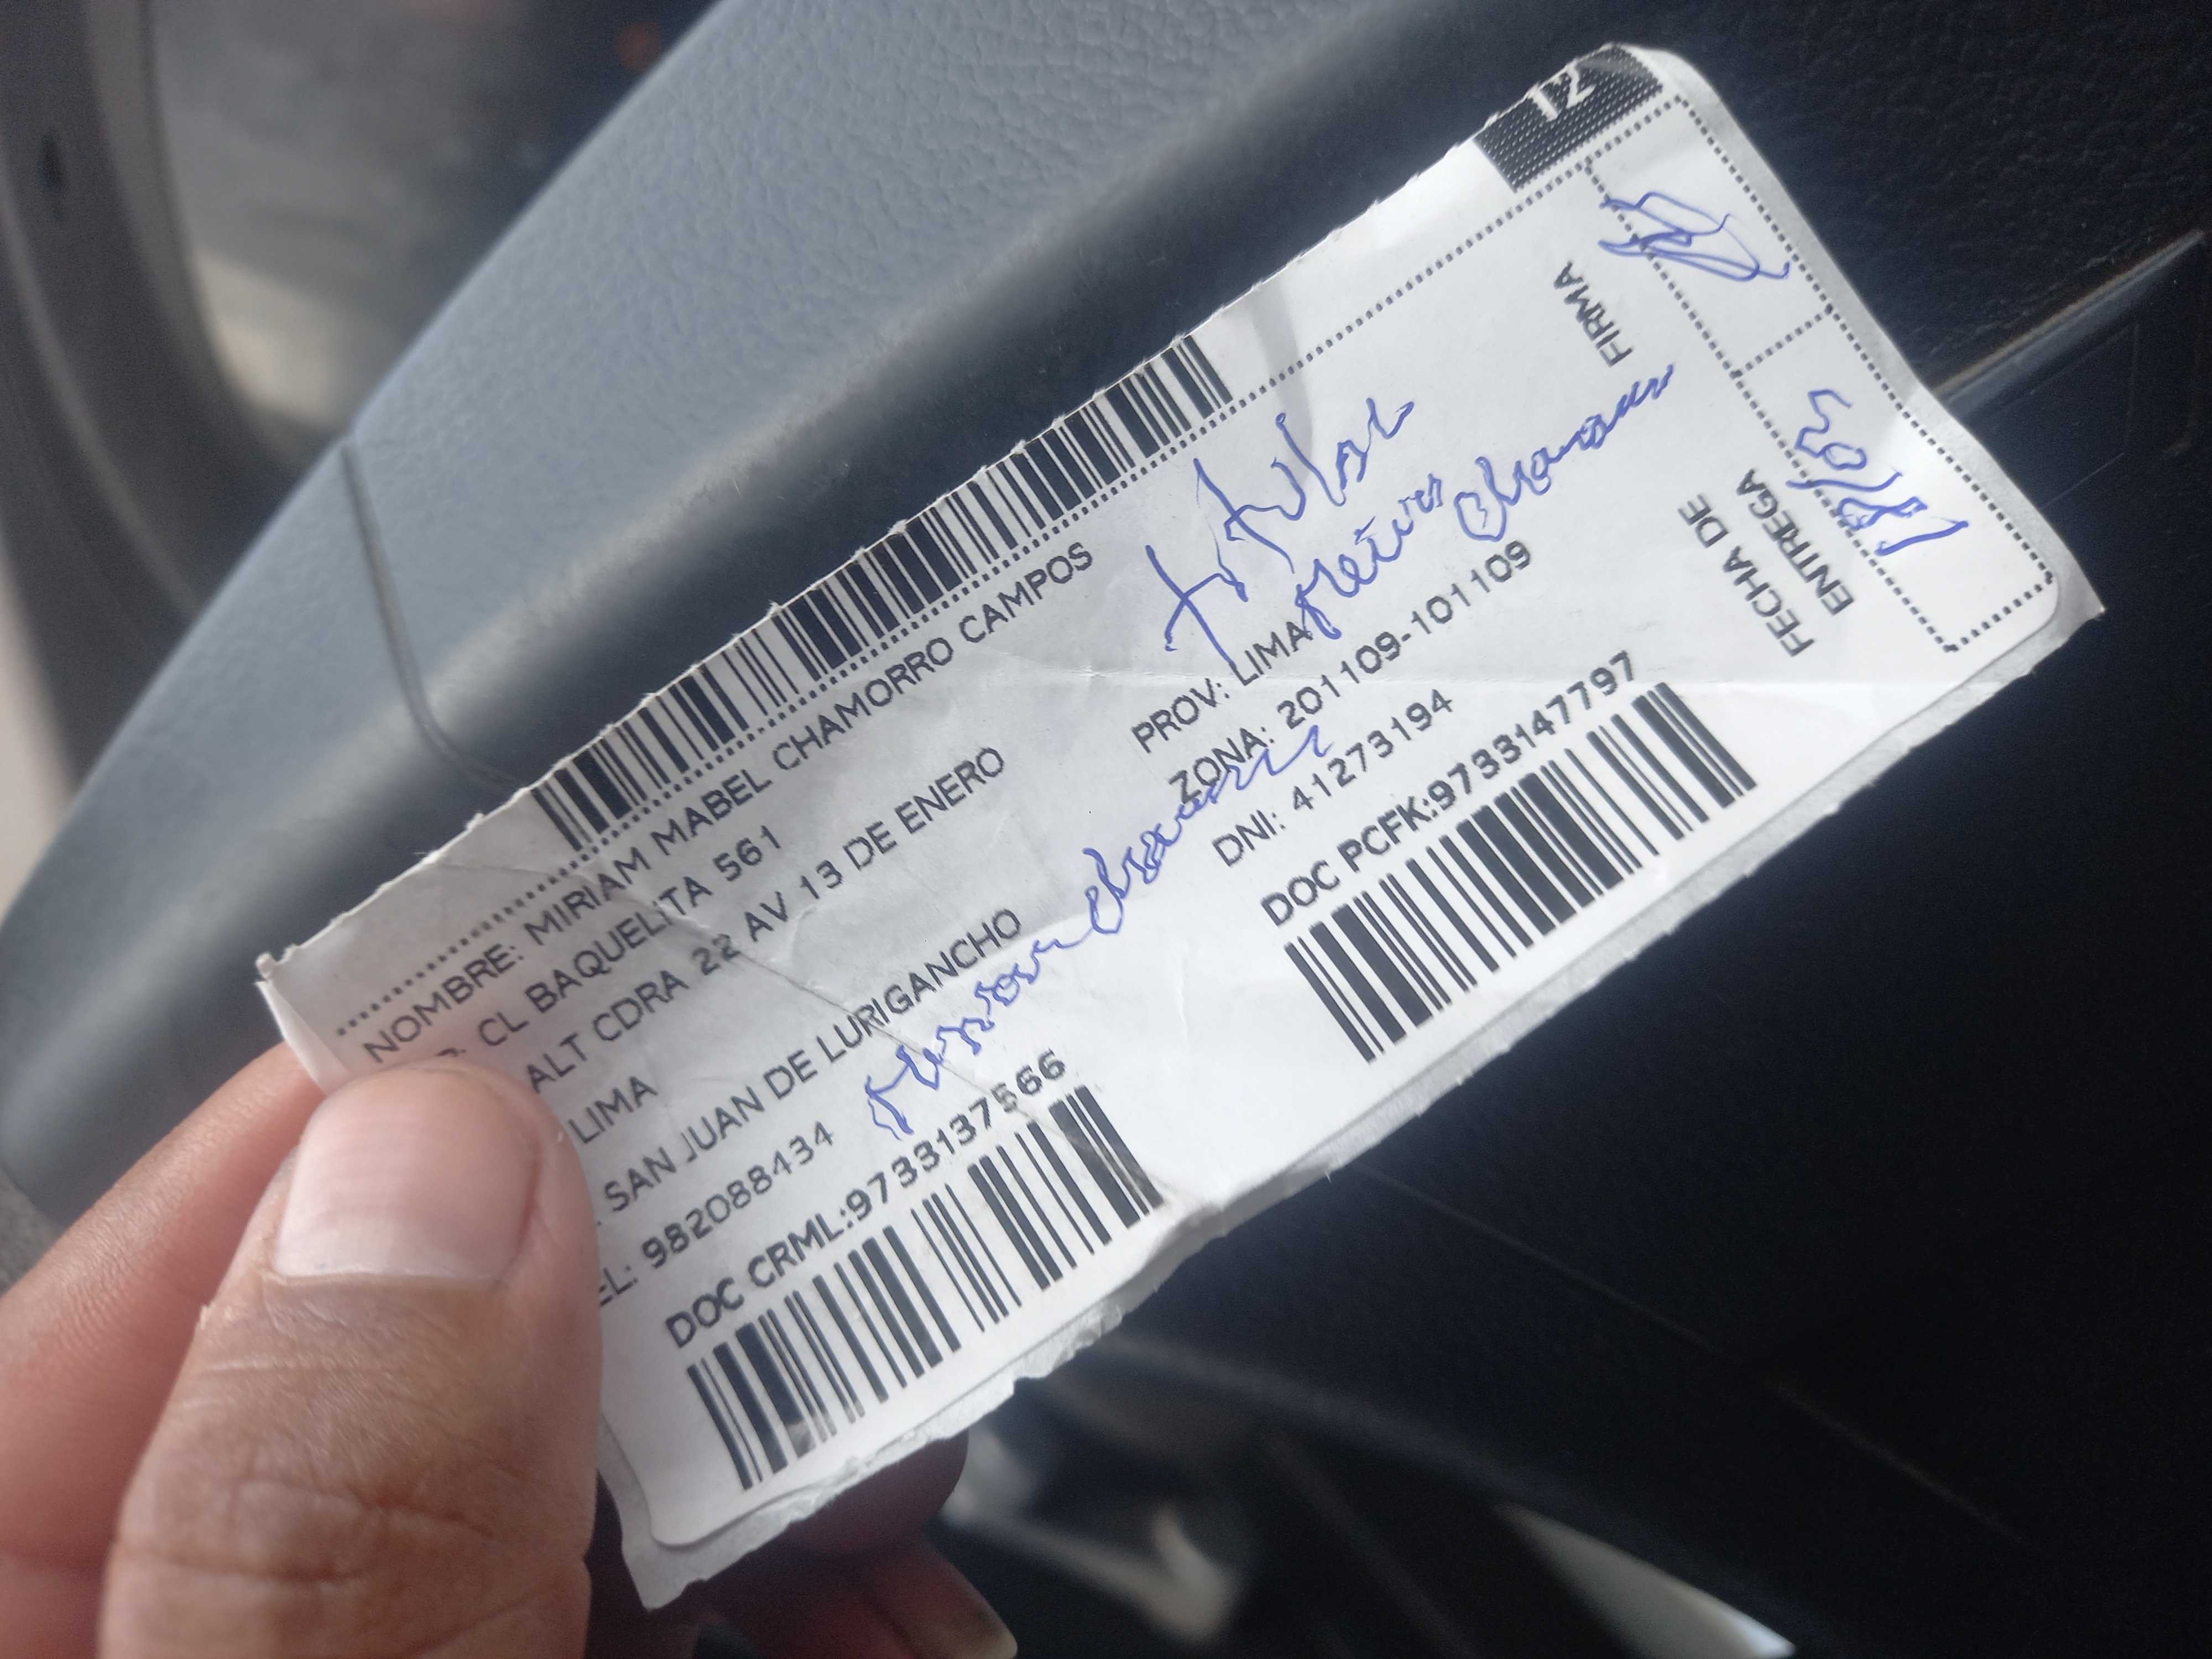 12
NOMBRE: MIRIAM MABEL CHAMORRO CAMPOS
CL BAQUELITA 561
ALT CDRA 22 AV 13 DE ENERO
LIMA
PROV: LIMA
SAN JUAN DE LURIGANCHO
ZONA: 201109-101109
EL: 982088434
DNI: 41273194
DOC CRML:9733137566
DOC PCFK:9733147797
FIRMA
FECHA DE
ENTREGA